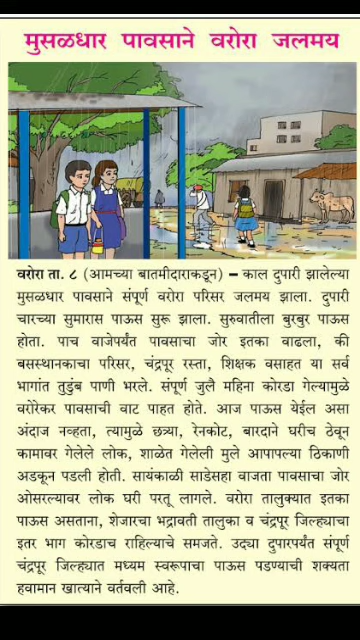 मुसळधार पावसाने वरोरा जलमय
वरोरा ता. ८ (आमच्या बातमीदाराकडून) – काल दुपारी झालेल्या
मुसळधार पावसाने संपूर्ण वरोरा परिसर जलमय झाला. दुपारी
चारच्या सुमारास पाऊस सुरू झाला. सुरुवातीला बुरबुर पाऊस
होता. पाच वाजेपर्यंत पावसाचा जोर इतका वाढला, की
बसस्थानकाचा परिसर, चंद्रपूर रस्ता, शिक्षक वसाहत या सर्व
भागांत तुडुंब पाणी भरले. संपूर्ण जुलै महिना कोरडा गेल्यामुळे
वरोरेकर पावसाची वाट पाहत होते. आज पाऊस येईल असा
अंदाज नव्हता, त्यामुळे छत्र्या, रेनकोट, बारदाने घरीच ठेवून
कामावर गेलेले लोक, शाळेत गेलेली मुले आपापल्या ठिकाणी
अडकून पडली होती. सायंकाळी साडेसहा वाजता पावसाचा जोर
ओसरल्यावर लोक घरी परतू लागले. वरोरा तालुक्यात इतका
पाऊस असताना, शेजारचा भद्रावती तालुका व चंद्रपूर जिल्ह्याचा
इतर भाग कोरडाच राहिल्याचे समजते. उद्या दुपारपर्यंत संपूर्ण
चंद्रपूर जिल्ह्यात मध्यम स्वरूपाचा पाऊस पडण्याची शक्यता
हवामान खात्याने वर्तवली आहे.